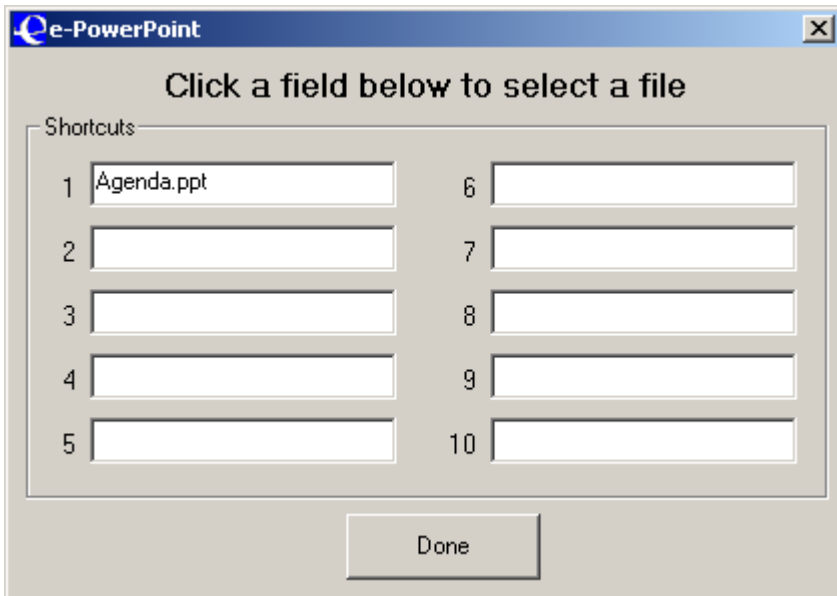 e-PowerPoint
Click a field below to select a file
Shortcuts
1 Agenda.ppt
2
3
4
5
6
7
8
9
10
Done